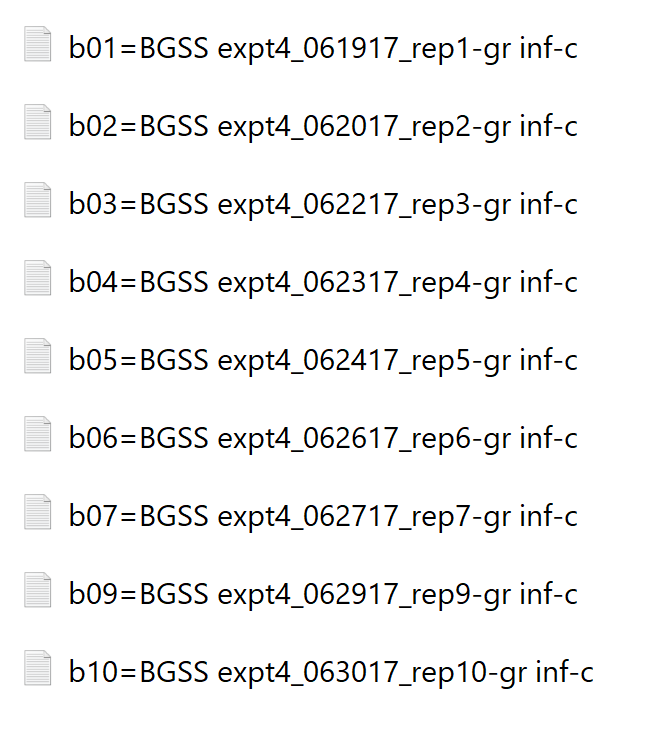 b01=BGSS expt4_061917_rep1-gr inf-c
b02=BGSS expt4_062017_rep2-gr inf-c
b03=BGSS expt4_062217_rep3-gr inf-c
b04=BGSS expt4_062317_rep4-gr inf-c
b05=BGSS expt4_062417_rep5-gr inf-c
b06=BGSS expt4_062617_rep6-gr inf-c
b07=BGSS expt4_062717_rep7-gr inf-c
b09=BGSS expt4_062917_rep9-gr inf-c
b10=BGSS expt4_063017_rep10-gr inf-c